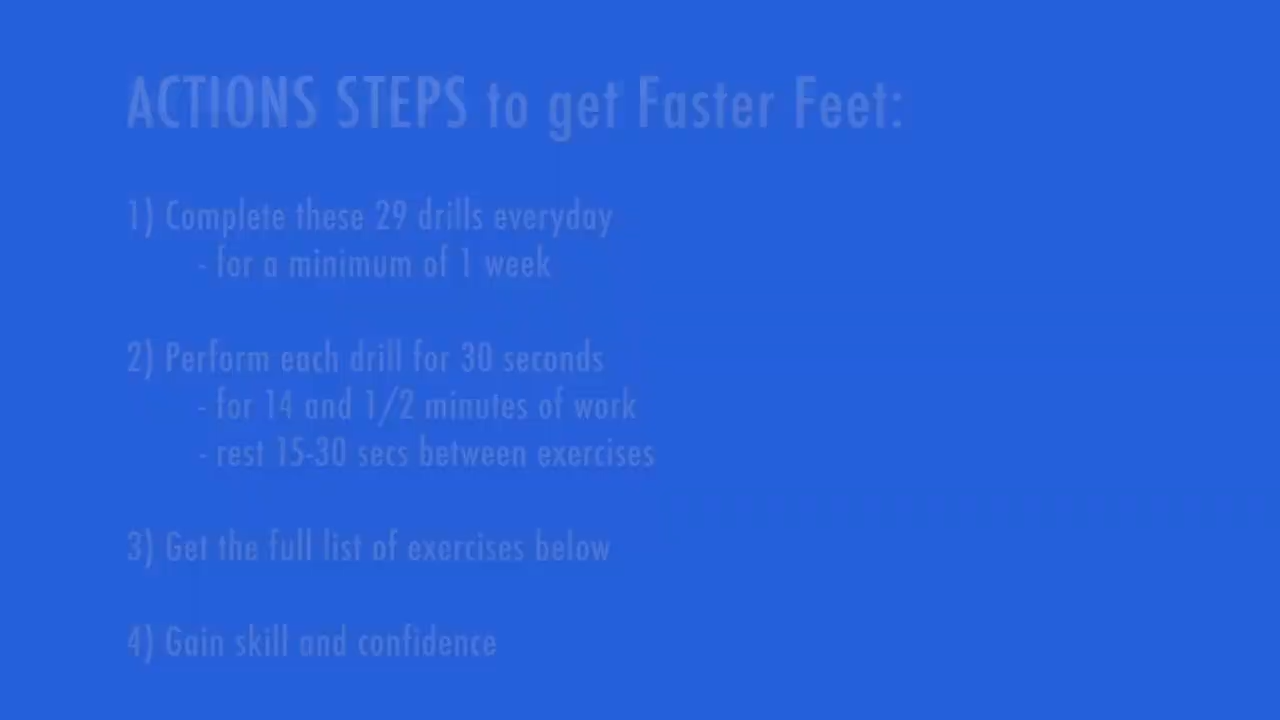 ACTIONS STEPS to get Faster Feet:
1) Complete these 29 drills everyday
- for a minimum of 1 week
2) Perform each drill for 30 seconds
- for 14 and 1/2 minutes of work
- rest 15-30 secs between exercises
3) Get the full list of exercises below
4) Gain skill and confidence